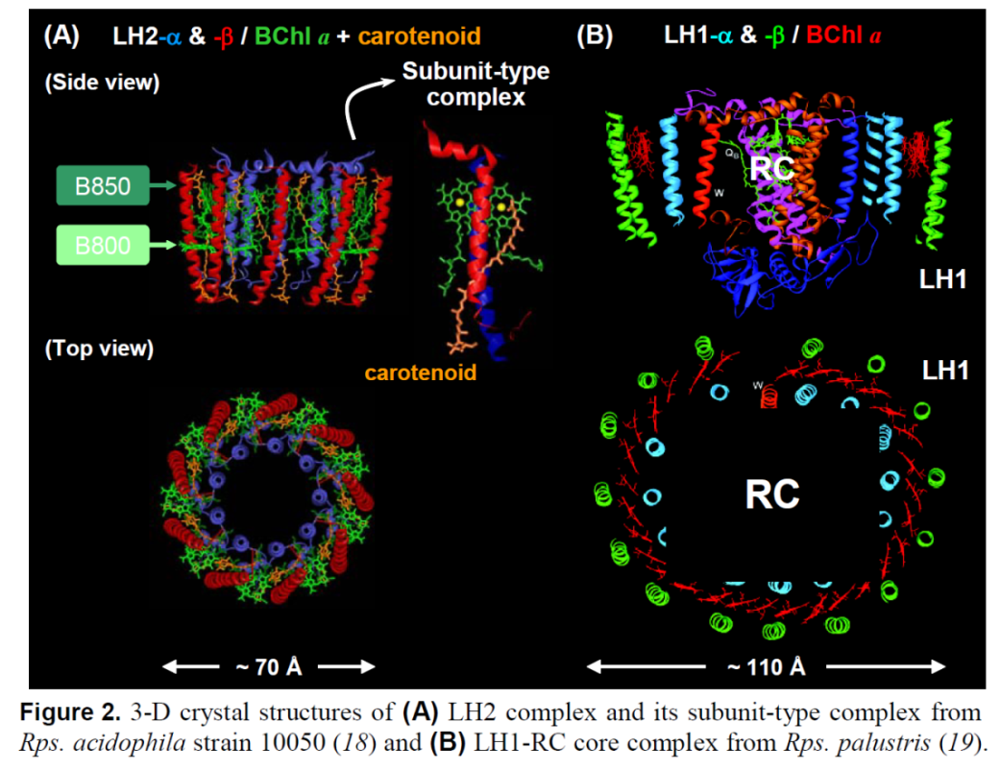 (A) LH2-α & -β / BChl a + carotenoid
(Side view)
Subunit-type
complex
B850
B800
carotenoid
(Top view)
~ 70 Å
(B) LH1-α & -β / BChl a
QB
RC
W
LH1
LH1
W
RC
~ 110 Å
Figure 2. 3-D crystal structures of (A) LH2 complex and its subunit-type complex from
Rps. acidophila strain 10050 (18) and (B) LH1-RC core complex from Rps. palustris (19).